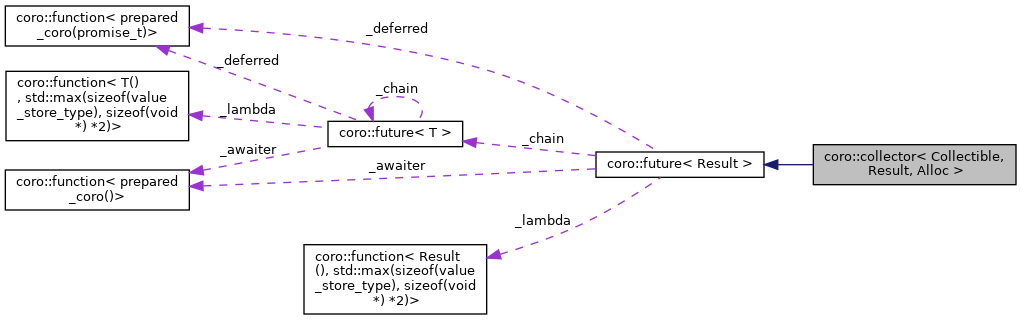 coro::function< prepared
_coro(promise_t)>
_deferred
_deferred
coro::function< T()
, std::max(sizeof(value
_store_type), sizeof(void
*) *2)>
_lambda
_chain
coro::future< T >
_chain
_awaiter
_awaiter
coro::function< prepared
_coro()>
coro::future< Result >
coro::collector< Collectible,
Result, Alloc >
_lambda
coro::function< Result
(), std::max(sizeof(value
_store_type), sizeof(void
*) *2)>